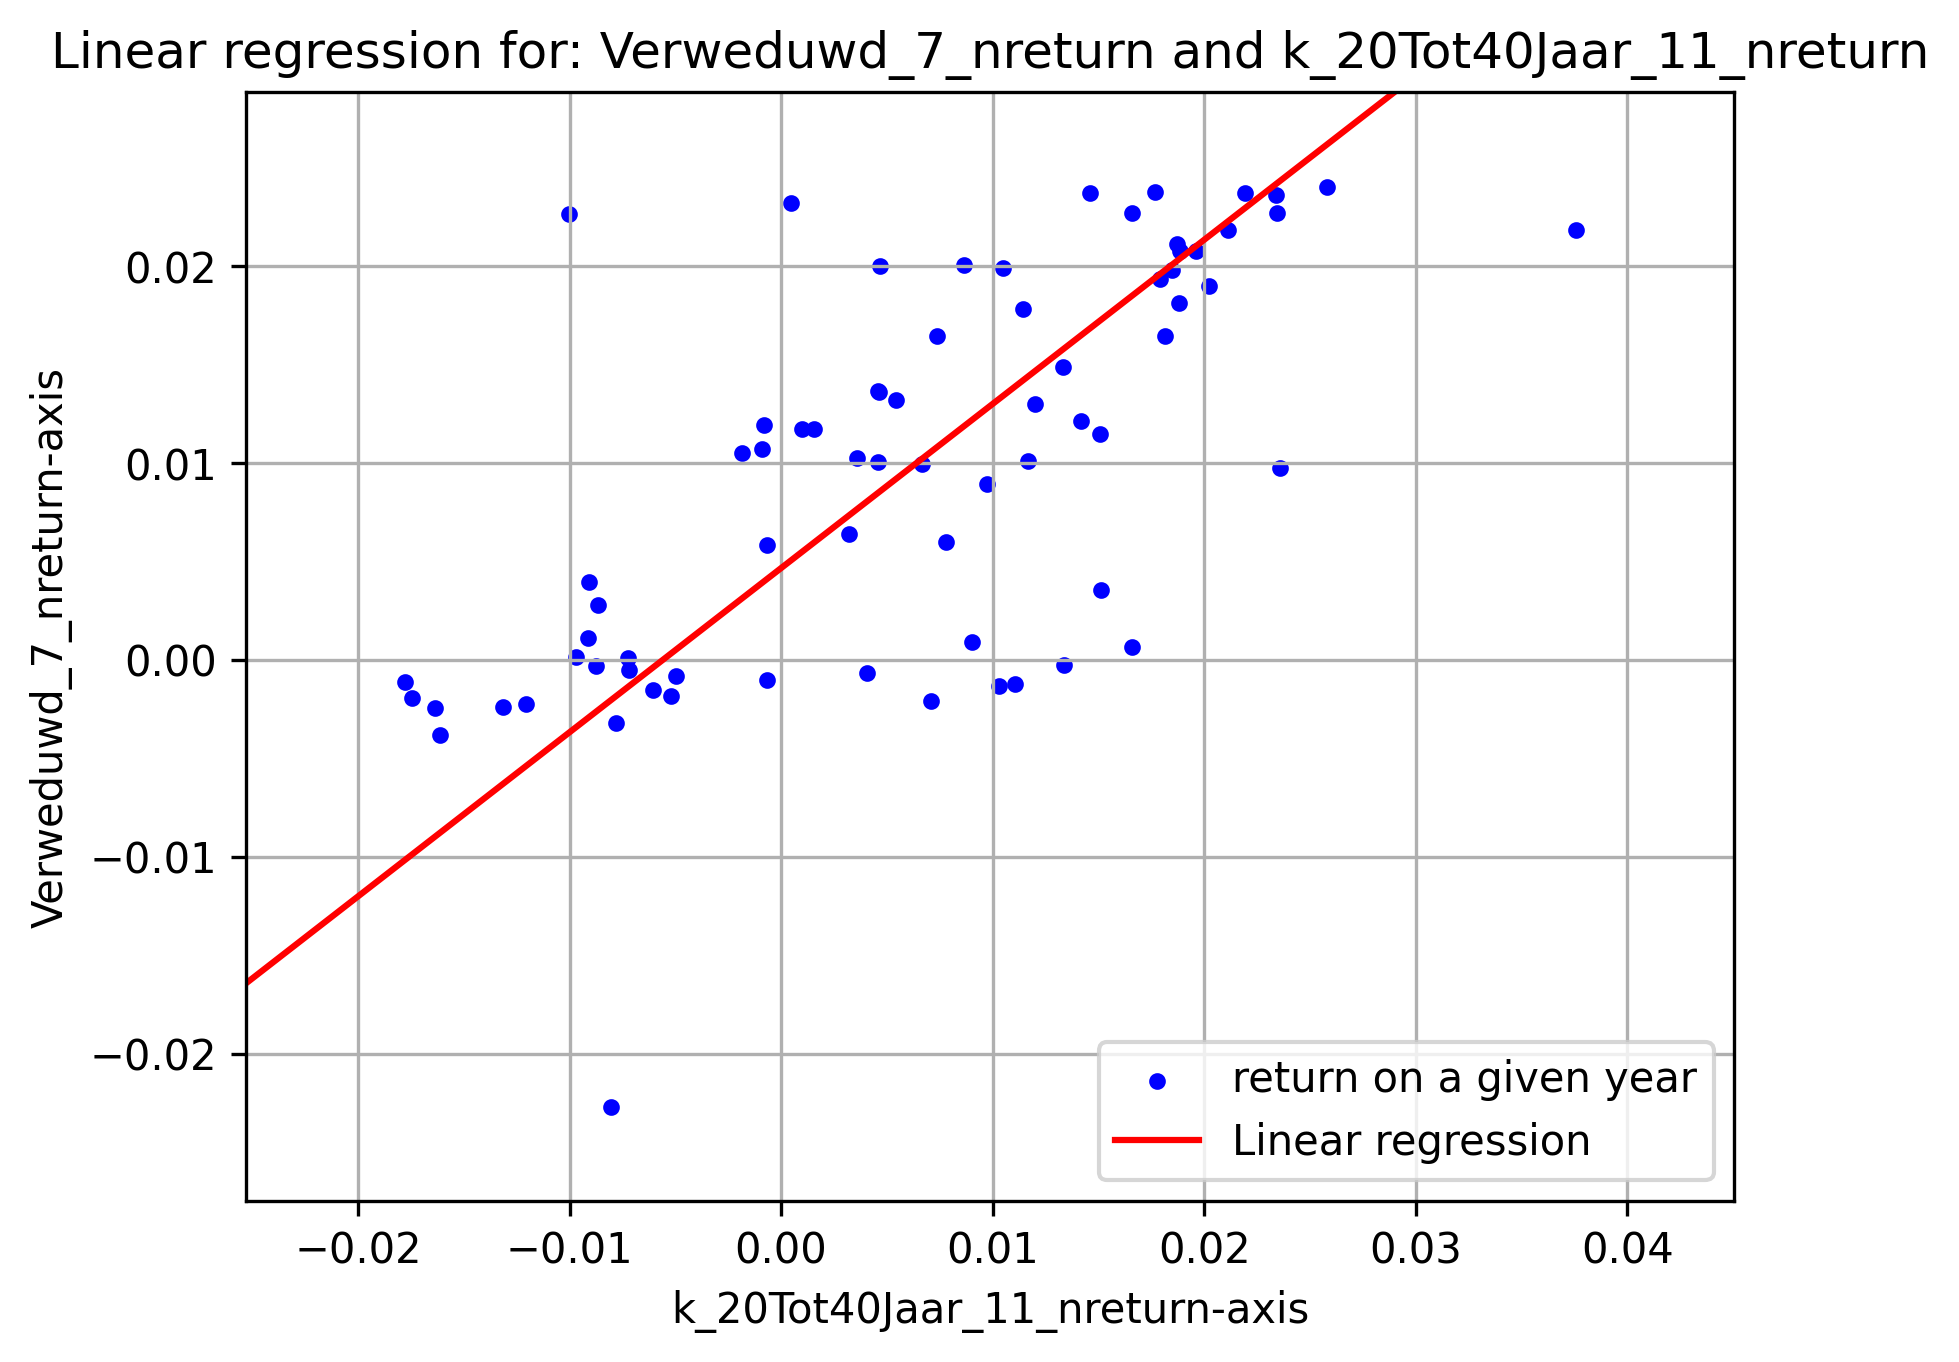 Linear regression for: Verweduwd_7_nreturn and k_20Tot40Jaar_11_nreturn
Verweduwd_7_nreturn-axis
0.02
0.01
0.00
−0.01
−0.02
return on a given year
Linear regression
−0.02 −0.01 0.00 0.01 0.02 0.03 0.04
k_20Tot40Jaar_11_nreturn-axis